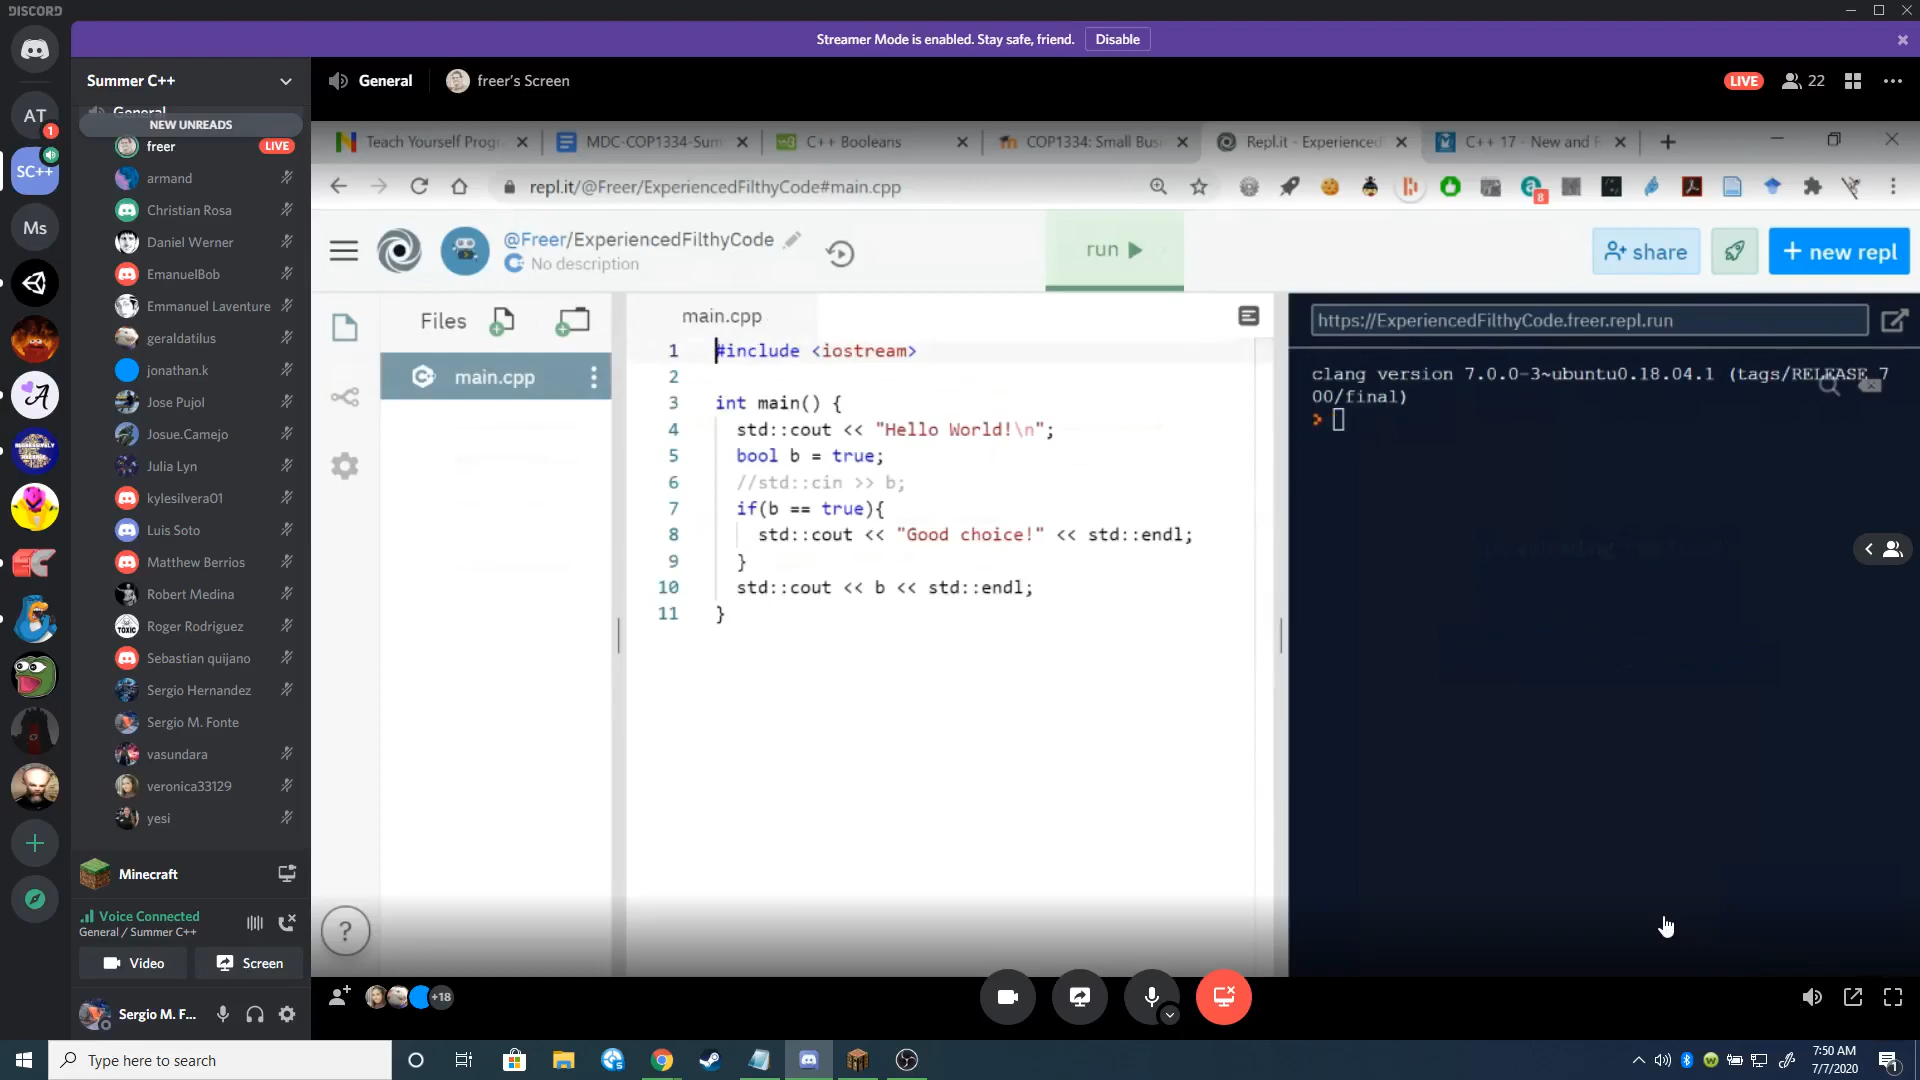 DISCORD
Streamer Mode is enabled. Stay safe, friend.
Disable
Summer C++
General
freer's Screen
LIVE
22
General
NEW UNREADS
AT
1
SC++
Ms
freer
LIVE
armand
Christian Rosa
Daniel Werner
EmanuelBob
Emmanuel Laventure
geraldatilus
jonathan.k
Jose Pujol
Josue.Camejo
Julia Lyn
kylesilvera01
Luis Soto
Matthew Berrios
Robert Medina
Roger Rodriguez
Sebastian quijano
Sergio Hernandez
Sergio M. Fonte
vasundara
veronica33129
yesi
TOXIC
Minecraft
Voice Connected
General / Summer C++
Video
Screen
Sergio M. F...
Teach Yourself Progr
MDC-COP1334-Sum
C++ Booleans
COP1334: Small Busi
Repl.it - Experienced
C++ 17 - New and F
repl.it/@Freer/ExperiencedFilthyCode#main.cpp
8
@Freer/ExperiencedFilthyCode
No description
run
share
+ new repl
Files
main.cpp
main.cpp
1 #include <iostream>
2
3 int main() {
4 std::cout << "Hello World!\n";
5 bool b = true;
6 //std::cin >> b;
7 if(b == true){
8 std::cout << "Good choice!" << std::endl;
9 }
10 std::cout << b << std::endl;
11 }
https://ExperiencedFilthyCode.freer.repl.run
clang version 7.0.0-3~ubuntu0.18.04.1 (tags/RELEASE_7
00/final)
>
?
+18
Type here to search
7:50 AM
7/7/2020
1